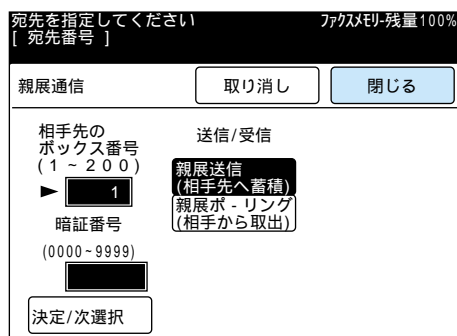 宛先を指定してください ファクスメモリ-残量100%
[ 宛先番号 ]
親展通信 取り消し 閉じる
相手先の
ボックス番号
(1~200)
送信/受信
► 1
親展送信
(相手先へ蓄積)
親展ポ-リング
(相手から取出)
暗証番号
(0000~9999)
決定/次選択